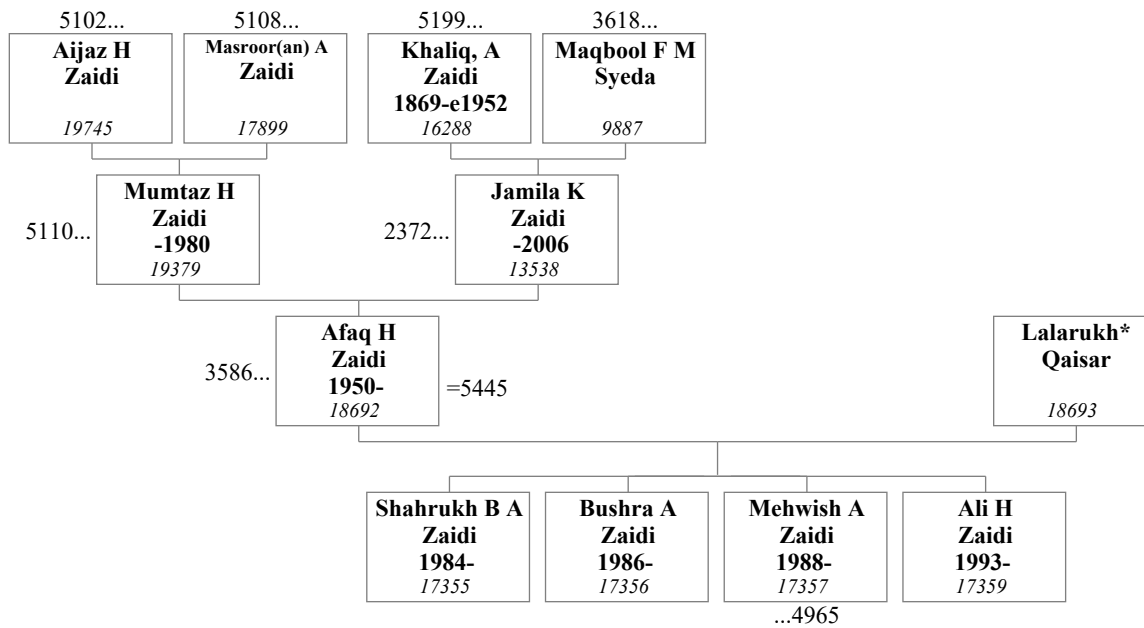 5102...
5108...
5199...
3618...
Aijaz H
Zaidi
19745
Masroor(an) A
Zaidi
17899
Khaliq, A
Zaidi
1869-e1952
16288
Maqbool F M
Syeda
9887
5110...
Mumtaz H
Zaidi
-1980
19379
2372...
Jamila K
Zaidi
-2006
13538
3586...
Afaq H
Zaidi
1950-
18692
=5445
Lalarukh*
Qaisar
18693
Shahrukh B A
Zaidi
1984-
17355
Bushra A
Zaidi
1986-
17356
Mehwish A
Zaidi
1988-
17357
Ali H
Zaidi
1993-
17359
...4965